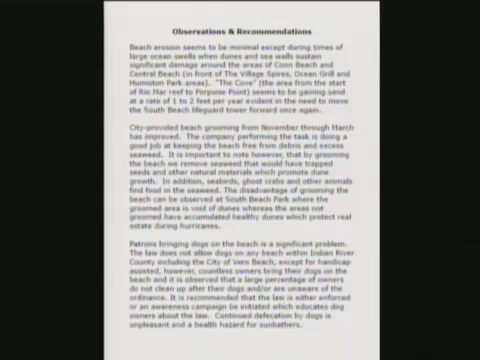 Observations & Recommendations
Beach erosion seems to be minimal except during times of
large ocean swells when dunes and sea walls sustain
significant damage around the areas of Conn Beach and
Central Beach (in front of The Village Spires, Ocean Grill and
Humiston Park areas). "The Cove" (the area from the start
of Rio Mar reef to Porpoise Point) seems to be gaining sand
at a rate of 1 to 2 feet per year evident in the need to move
the South Beach lifeguard tower forward once again.
City-provided beach grooming from November through March
has improved. The company performing the task is doing a
good job at keeping the beach free from debris and excess
seaweed. It is important to note however, that by grooming
the beach we remove seaweed that would have trapped
seeds and other natural materials which promote dune
growth. In addition, seabirds, ghost crabs and other animals
find food in the seaweed. The disadvantage of grooming the
beach can be observed at South Beach Park where the
groomed area is void of dunes whereas the areas not
groomed have accumulated healthy dunes which protect real
estate during hurricanes.
Patrons bringing dogs on the beach is a significant problem.
The law does not allow dogs on any beach within Indian River
County including the City of Vero Beach, except for handicap
assisted, however, countless owners bring their dogs on the
beach and it is observed that a large percentage of owners
do not clean up after their dogs and/or are unaware of the
ordinance. It is recommended that the law is either enforced
or an awareness campaign be initiated which educates dog
owners about the law. Continued defecation by dogs is
unpleasant and a health hazard for sunbathers.